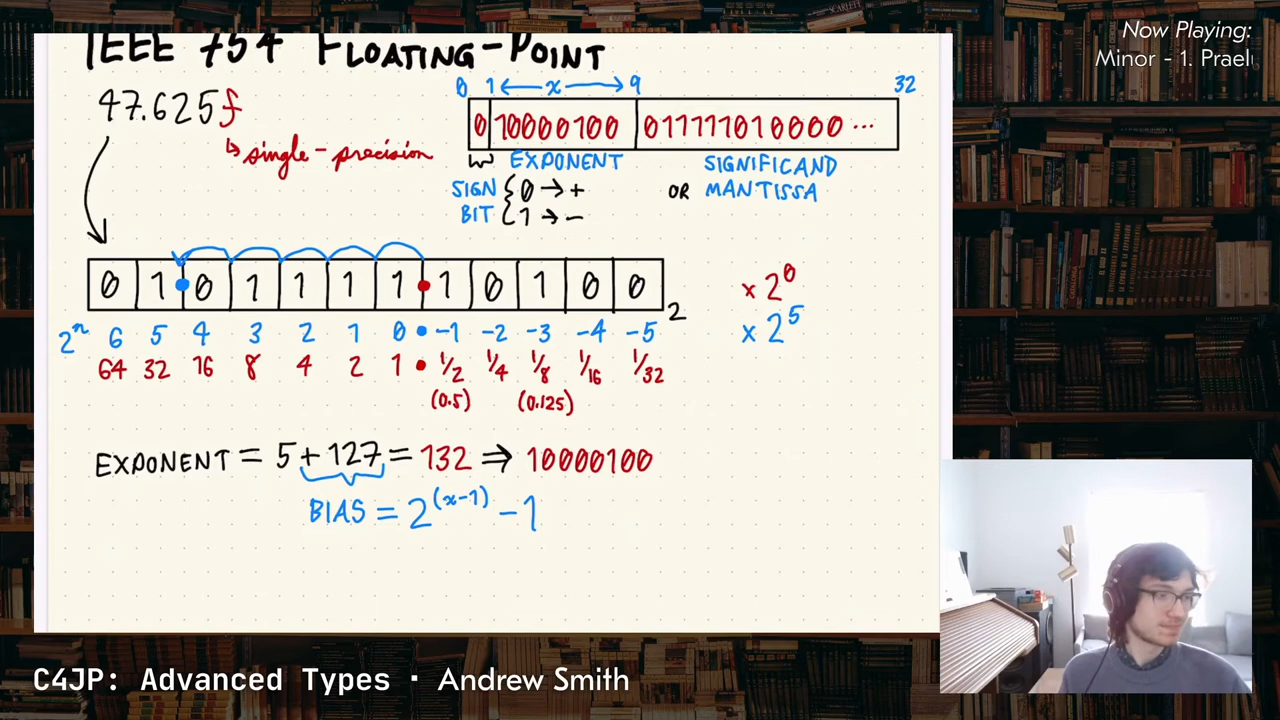 IEEE 754 FLOATING-POINT
Now Playing:
Minor - 1. Prael
47.625f
↳ single-precision
0 1 ← x → 9 32
0 10000100 01111101 0000 ...
SIGN BIT { 0 → +
1 → -
EXPONENT
SIGNIFICAND
OR MANTISSA
0 1 • 0 1 1 1 1 • 1 0 1 0 0 2
× 2^0
2^n 6 5 4 3 2 1 0 • -1 -2 -3 -4 -5
× 2^5
64 32 16 8 4 2 1 • 1/2 1/4 1/8 1/16 1/32
(0.5) (0.125)
EXPONENT = 5 + 127 = 132 ⇒ 10000100
BIAS = 2^(x-1) - 1
C4JP: Advanced Types · Andrew Smith